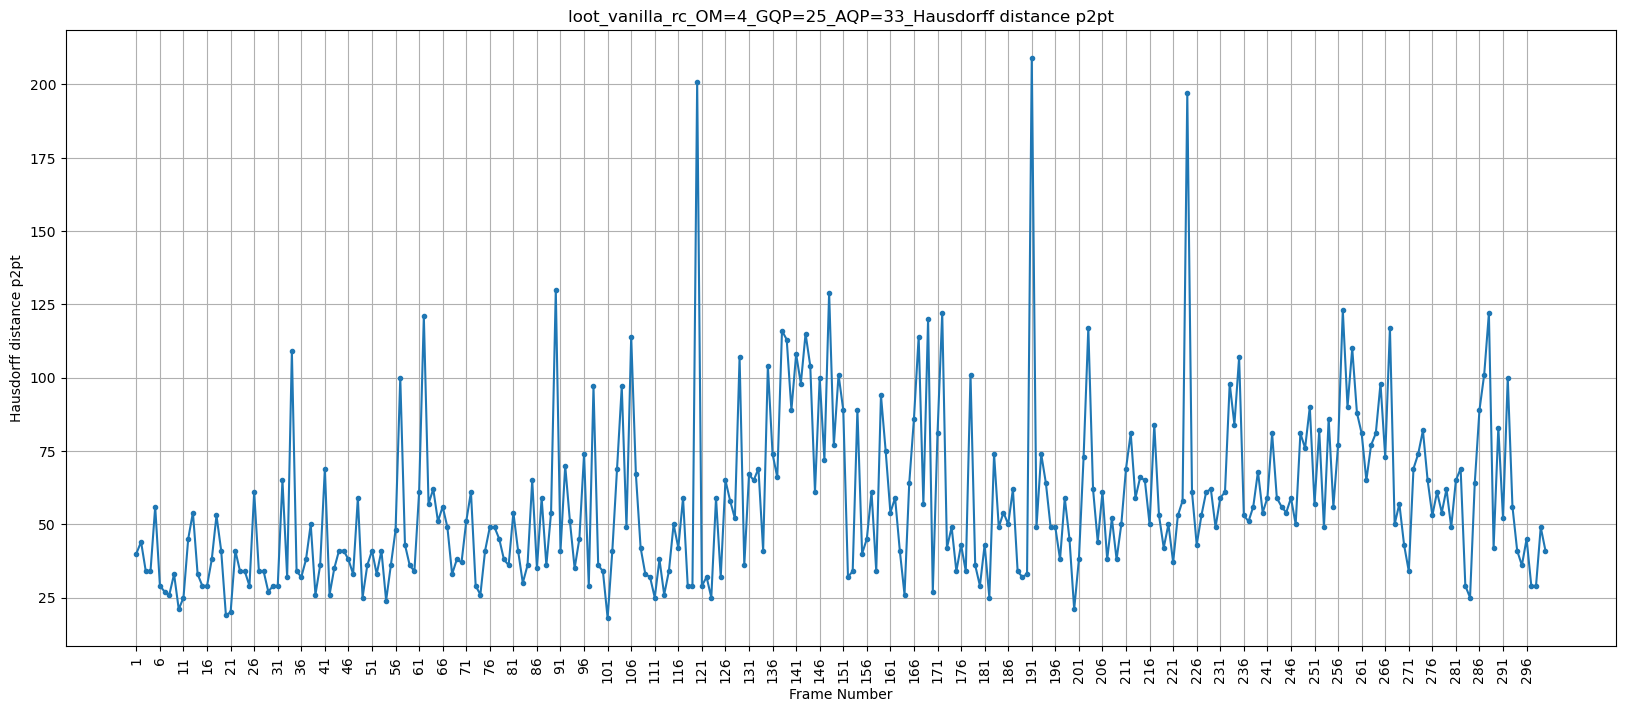 loot_vanilla_rc_OM=4_GQP=25_AQP=33_Hausdorff distance p2pt
200
175
150
125
100
75
50
25
Hausdorff distance p2pt
1 6 11 16 21 26 31 36 41 46 51 56 61 66 71 76 81 86 91 96 101 106 111 116 121 126 131 136 141 146 151 156 161 166 171 176 181 186 191 196 201 206 211 216 221 226 231 236 241 246 251 256 261 266 271 276 281 286 291 296
Frame Number